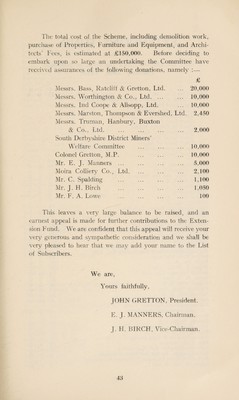 The total cost of the Scheme, including demolition work,
purchase of Properties, Furniture and Equipment, and Archi-
tects' Fees, is estimated at £150,000. Before deciding to
embark upon so large an undertaking the Committee have
received assurances of the following donations, namely :—
£
Messrs. Bass, Ratcliff & Gretton, Ltd. ... 20,000
Messrs. Worthington & Co., Ltd. ... ... 10,000
Messrs. Ind Coope & Allsopp, Ltd. ... 10,000
Messrs. Marston, Thompson & Evershed, Ltd. 2,450
Messrs. Truman, Hanbury, Buxton
& Co., Ltd. ... ... ... ... 2,000
South Derbyshire District Miners'
Welfare Committee ... ... ... 10,000
Colonel Gretton, M.P. ... ... ... 10,000
Mr. E. J. Manners ... ... ... 5,000
Moira Colliery Co., Ltd. ... ... ... 2,100
Mr. C. Spalding ... ... ... ... 1,100
Mr. J. H. Birch ... ... ... ... 1,050
Mr. F. A. Lowe ... ... ... ... 100
This leaves a very large balance to be raised, and an
earnest appeal is made for further contributions to the Exten-
sion Fund. We are confident that this appeal will receive your
very generous and sympathetic consideration and we shall be
very pleased to hear that we may add your name to the List
of Subscribers.
We are,
Yours faithfully,
JOHN GRETTON, President.
E. J. MANNERS, Chairman.
J. H. BIRCH, Vice-Chairman.
43